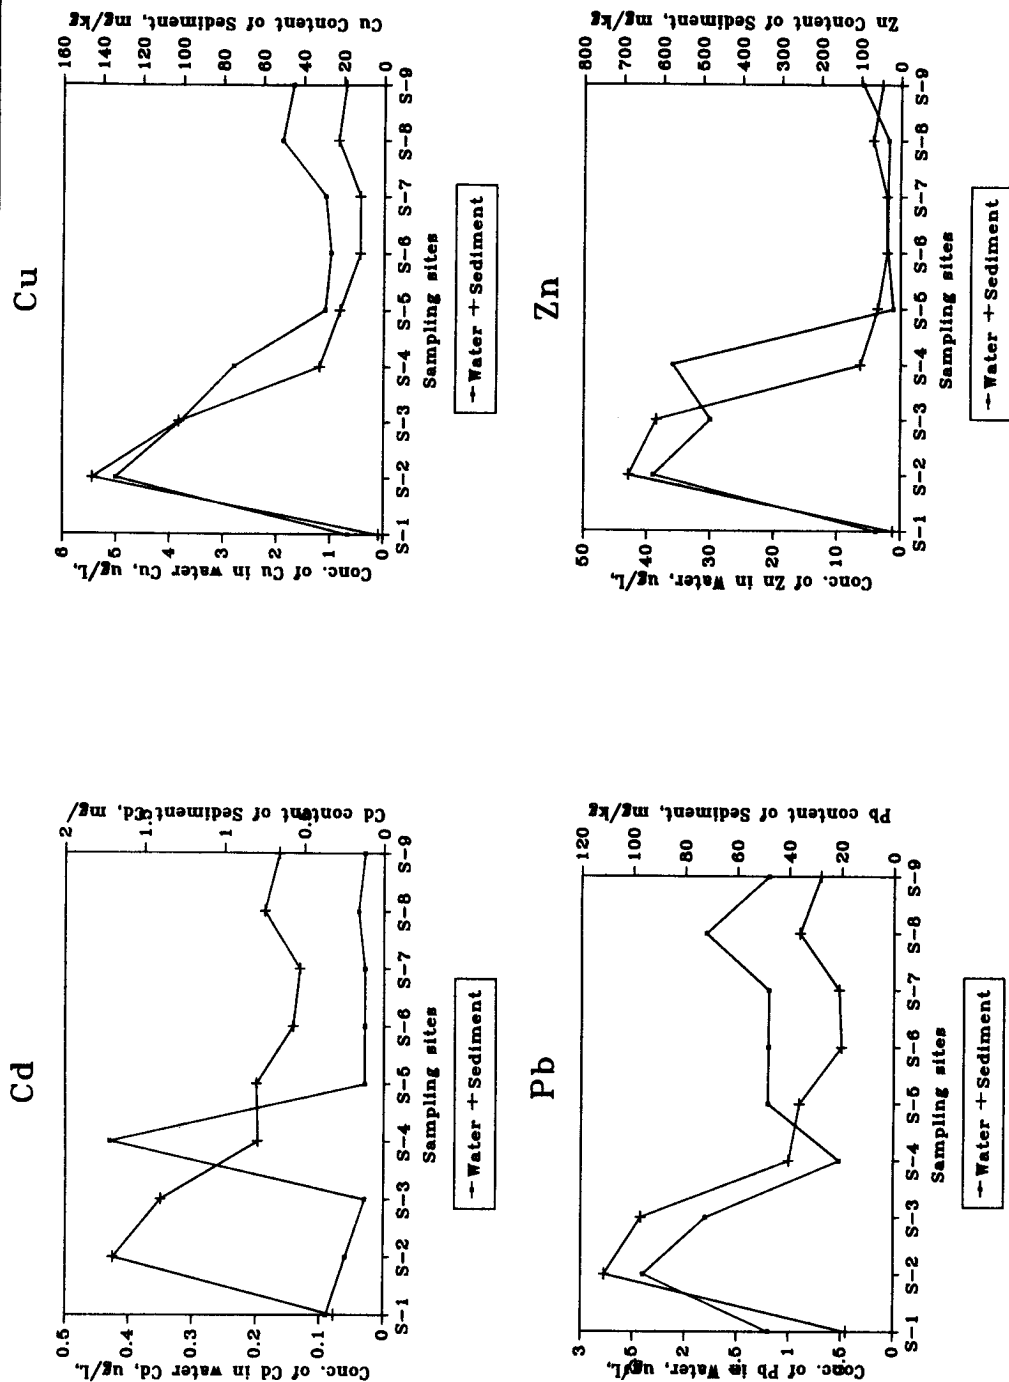 Cd
Conc. of Cd in water Cd, ug/L,
0.5
0.4
0.3
0.2
0.1
0
Cd content of Sediment Cd, mg/
2
1
0
S-1 S-2 S-3 S-4 S-5 S-6 S-7 S-8 S-9
Sampling sites
Water + Sediment
Cu
Conc. of Cu in water Cu, ug/L,
6
5
4
3
2
1
0
Cu Content of Sediment, mg/kg
160
140
120
100
80
60
40
20
0
S-1 S-2 S-3 S-4 S-5 S-6 S-7 S-8 S-9
Sampling sites
Water + Sediment
Pb
Conc. of Pb in Water, ug/L,
2
1
0
Pb content of Sediment, mg/kg
120
110
80
60
40
20
0
S-1 S-2 S-3 S-4 S-5 S-6 S-7 S-8 S-9
Sampling sites
Water + Sediment
Zn
Conc. of Zn in Water, ug/L,
50
40
30
20
10
0
Zn Content of Sediment, mg/kg
800
700
600
500
400
300
200
100
0
S-1 S-2 S-3 S-4 S-5 S-6 S-7 S-8 S-9
Sampling sites
Water + Sediment